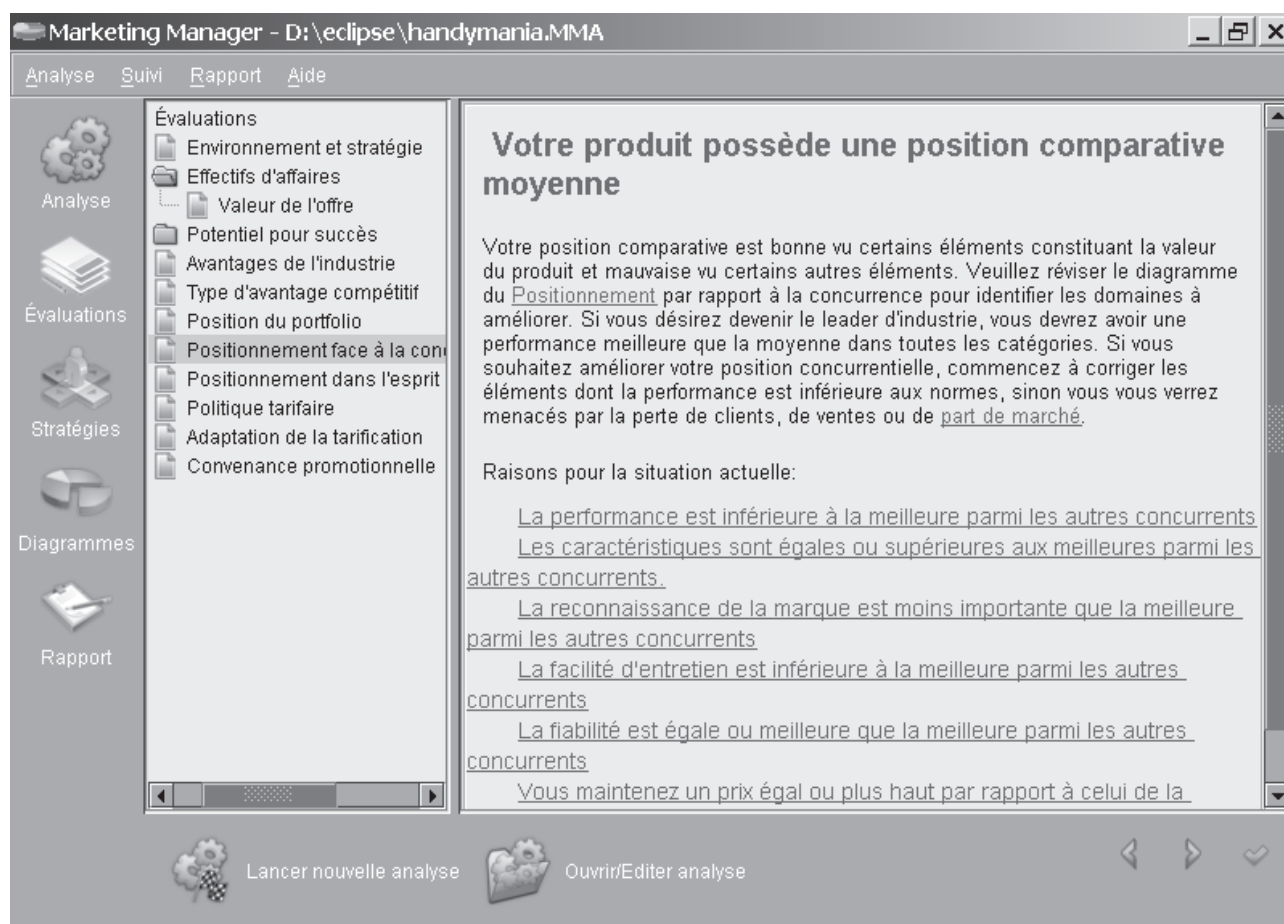 Marketing Manager - D:\eclipse\handymania.MMA
Analyse Suivi Rapport Aide
Analyse
Évaluations
Stratégies
Diagrammes
Rapport
Évaluations
Environnement et stratégie
Effectifs d'affaires
Valeur de l'offre
Potentiel pour succès
Avantages de l'industrie
Type d'avantage compétitif
Position du portfolio
Positionnement face à la con
Positionnement dans l'esprit
Politique tarifaire
Adaptation de la tarification
Convenance promotionnelle
Votre produit possède une position comparative
moyenne
Votre position comparative est bonne vu certains éléments constituant la valeur
du produit et mauvaise vu certains autres éléments. Veuillez réviser le diagramme
du Positionnement par rapport à la concurrence pour identifier les domaines à
améliorer. Si vous désirez devenir le leader d'industrie, vous devrez avoir une
performance meilleure que la moyenne dans toutes les catégories. Si vous
souhaitez améliorer votre position concurrentielle, commencez à corriger les
éléments dont la performance est inférieure aux normes, sinon vous vous verrez
menacés par la perte de clients, de ventes ou de part de marché.
Raisons pour la situation actuelle:
La performance est inférieure à la meilleure parmi les autres concurrents
Les caractéristiques sont égales ou supérieures aux meilleures parmi les
autres concurrents.
La reconnaissance de la marque est moins importante que la meilleure
parmi les autres concurrents
La facilité d'entretien est inférieure à la meilleure parmi les autres
concurrents
La fiabilité est égale ou meilleure que la meilleure parmi les autres
concurrents
Vous maintenez un prix égal ou plus haut par rapport à celui de la
Lancer nouvelle analyse
Ouvrir/Editer analyse